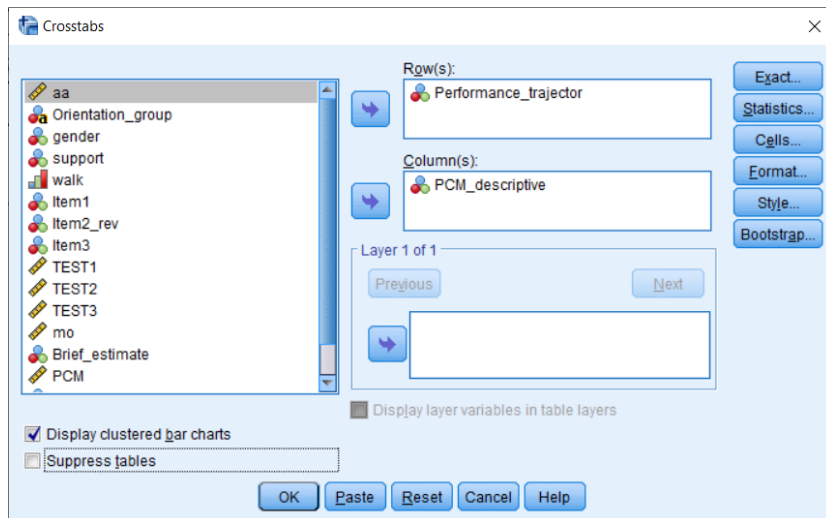 Crosstabs
aa
Orientation_group
gender
support
walk
Item1
Item2_rev
Item3
TEST1
TEST2
TEST3
mo
Brief_estimate
PCM
Row(s):
Performance_trajector
Column(s):
PCM_descriptive
Layer 1 of 1
Previous
Next
Display layer variables in table layers
Exact...
Statistics...
Cells...
Format...
Style...
Bootstrap...
Display clustered bar charts
Suppress tables
OK Paste Reset Cancel Help